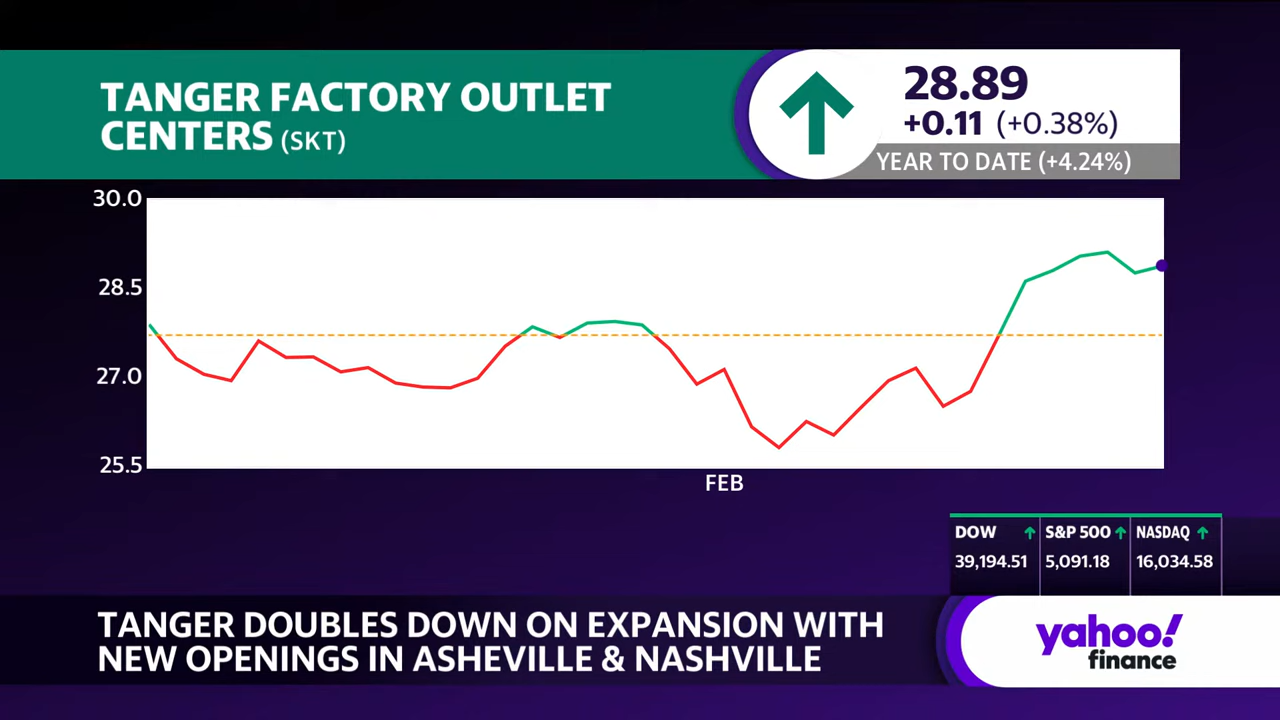 TANGER FACTORY OUTLET
CENTERS (SKT)
28.89
+0.11 (+0.38%)
YEAR TO DATE (+4.24%)
30.0
28.5
27.0
25.5
FEB
DOW
39,194.51
S&P 500
5,091.18
NASDAQ
16,034.58
TANGER DOUBLES DOWN ON EXPANSION WITH
NEW OPENINGS IN ASHEVILLE & NASHVILLE
yahoo!
finance